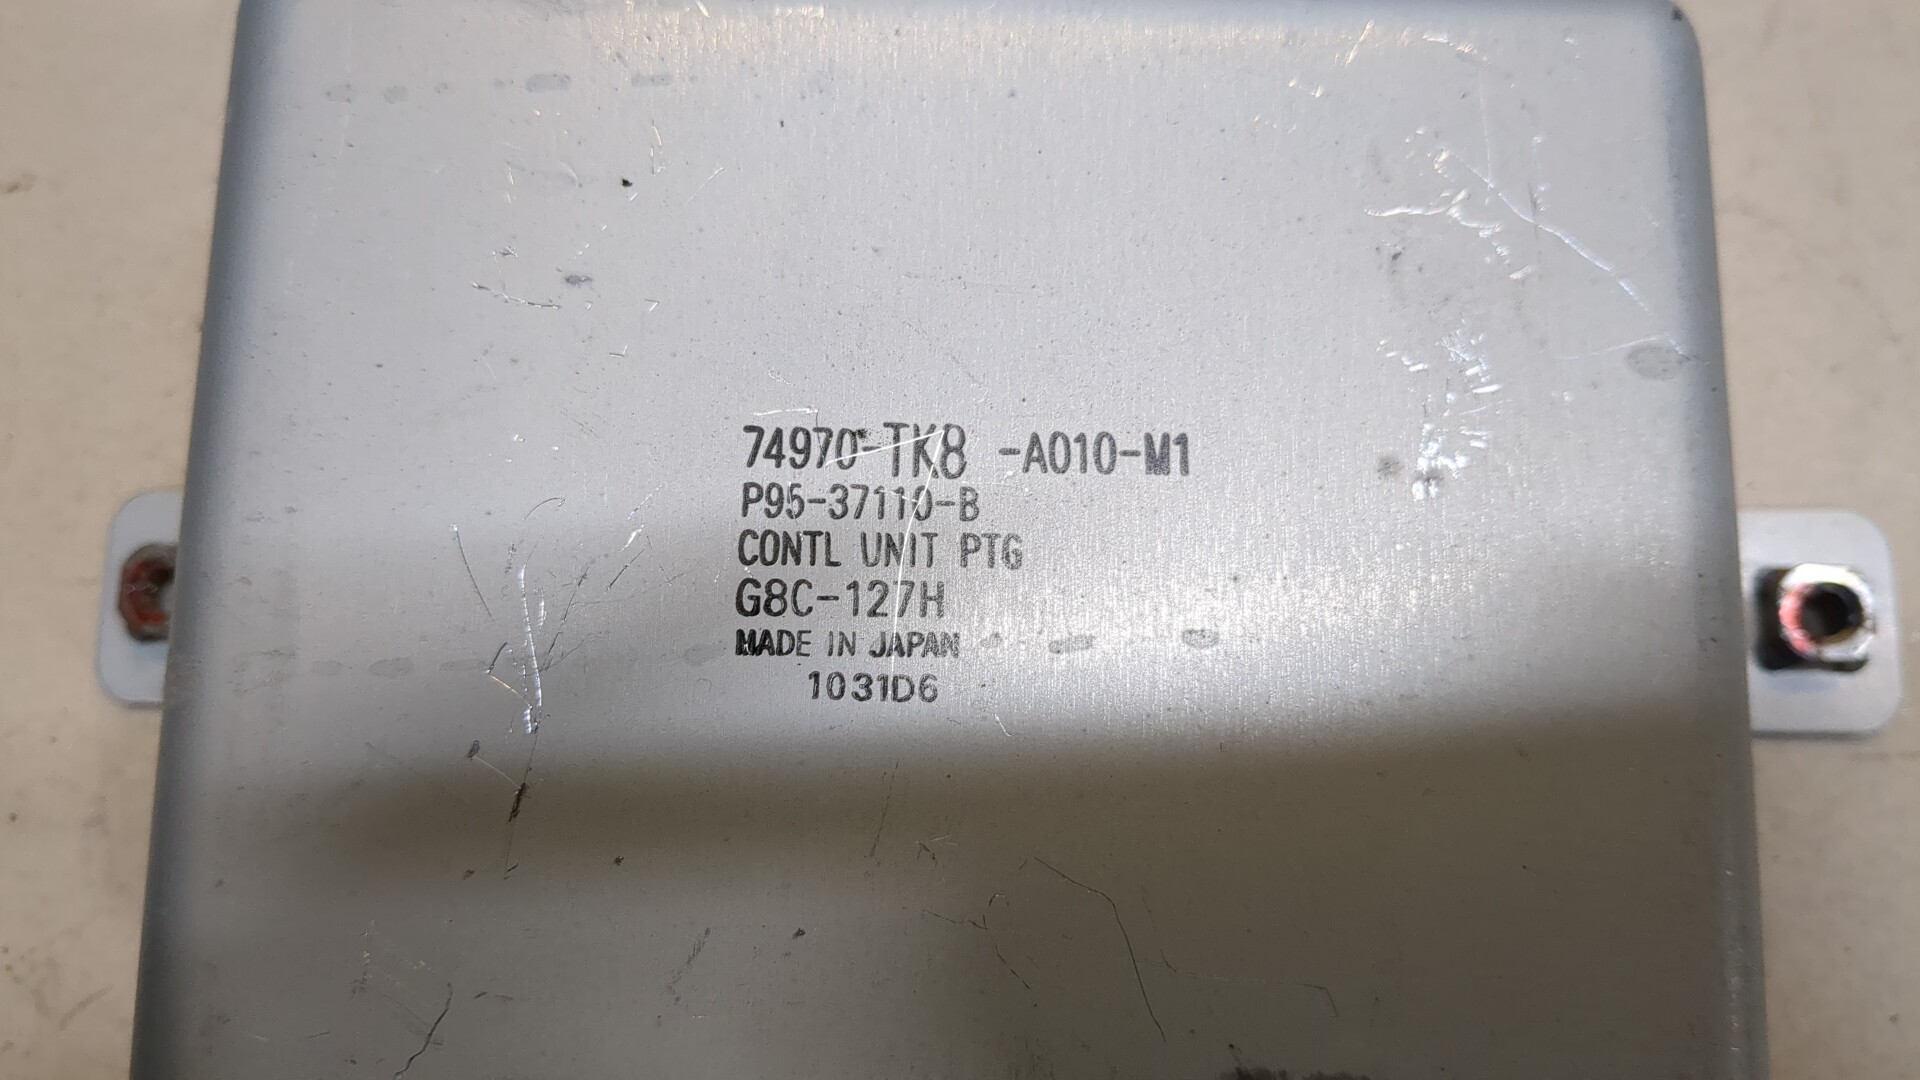 74970-TK8 -A010-M1
P95-37110-B
CONTL UNIT PTG
G8C-127H
MADE IN JAPAN
1031D6